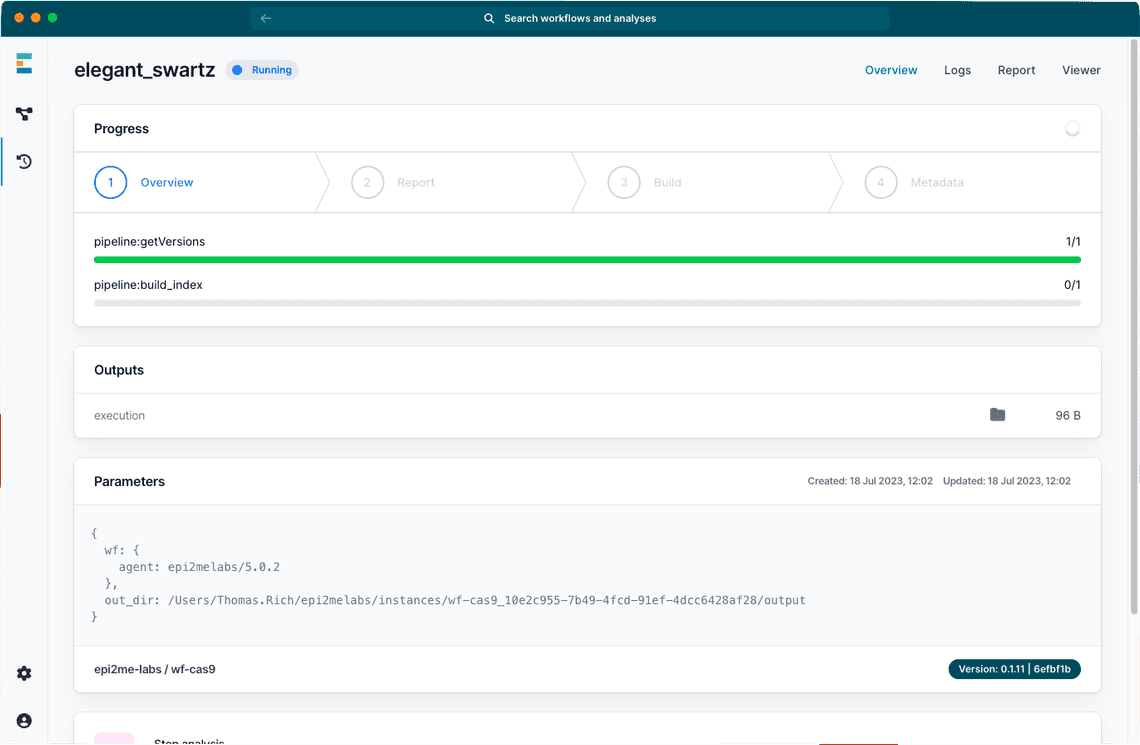 Search workflows and analyses
elegant_swartz
Running
Overview
Logs
Report
Viewer
Progress
1
Overview
2
Report
3
Build
4
Metadata
pipeline:getVersions
1/1
pipeline:build_index
0/1
Outputs
execution
96 B
Parameters
Created: 18 Jul 2023, 12:02
Updated: 18 Jul 2023, 12:02
{
wf: {
agent: epi2melabs/5.0.2
},
out_dir: /Users/Thomas.Rich/epi2melabs/instances/wf-cas9_10e2c955-7b49-4fcd-91ef-4dcc6428af28/output
}
epi2me-labs / wf-cas9
Version: 0.1.11 | 6efbf1b
Stop analysis